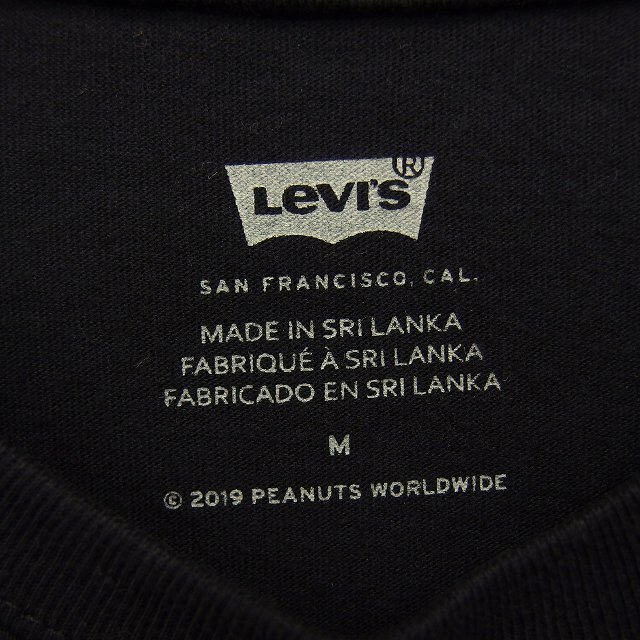 Levi's®
SAN FRANCISCO, CAL.
MADE IN SRI LANKA
FABRIQUÉ A SRI LANKA
FABRICADO EN SRI LANKA
M
© 2019 PEANUTS WORLDWIDE